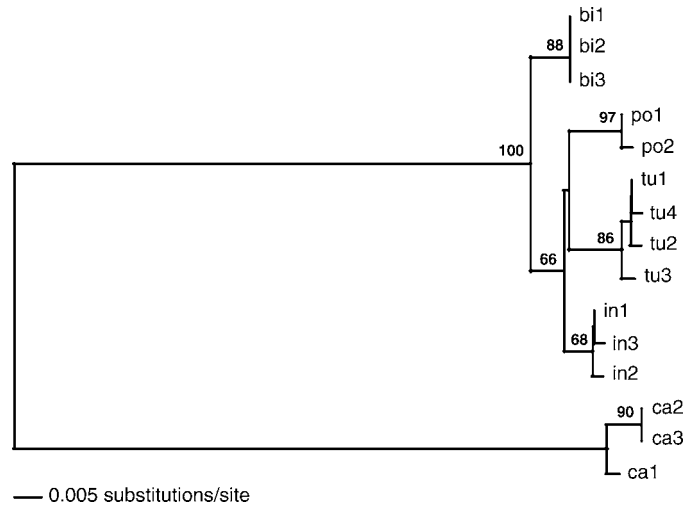 bi1
88
bi2
bi3
97
po1
100
po2
tu1
tu4
86
tu2
66
tu3
in1
68
in3
in2
90
ca2
ca3
ca1
0.005 substitutions/site